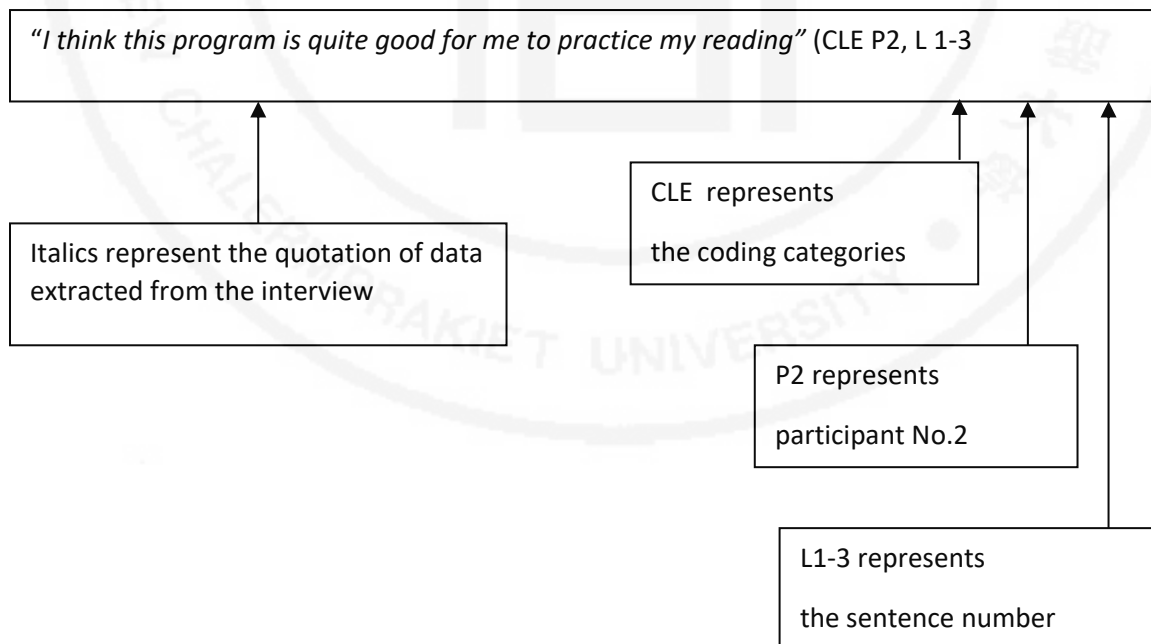 “I think this program is quite good for me to practice my reading” (CLE P2, L 1-3
CLE represents
the coding categories
Italics represent the quotation of data
extracted from the interview
P2 represents
participant No.2
L1-3 represents
the sentence number
CHALERMPRAKIET UNIVERSITY